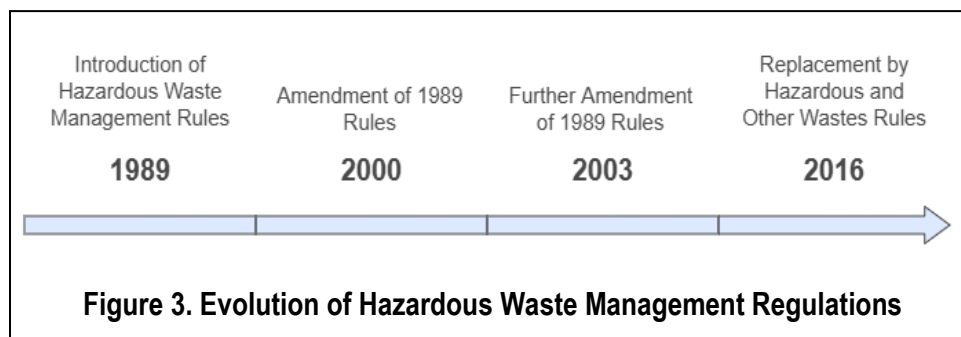 Introduction of
Hazardous Waste
Management Rules
1989
Amendment of 1989
Rules
2000
Further Amendment
of 1989 Rules
2003
Replacement by
Hazardous and
Other Wastes Rules
2016
Figure 3. Evolution of Hazardous Waste Management Regulations